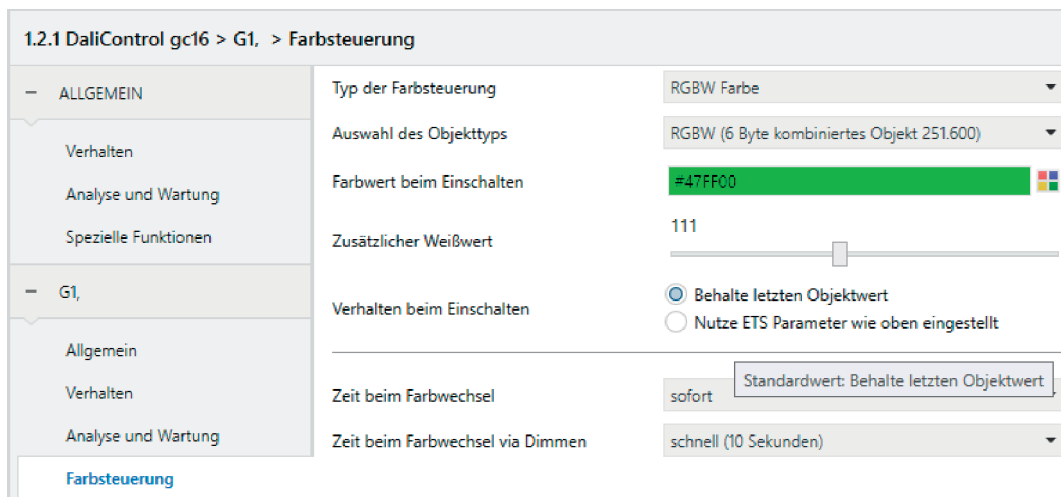 1.2.1 DaliControl gc16 > G1, > Farbsteuerung
ALLGEMEIN
Verhalten
Analyse und Wartung
Spezielle Funktionen
G1,
Allgemein
Verhalten
Analyse und Wartung
Farbsteuerung
Typ der Farbsteuerung
RGBW Farbe
Auswahl des Objekttyps
RGBW (6 Byte kombiniertes Objekt 251.600)
Farbwert beim Einschalten
#47FF00
Zusätzlicher Weißwert
111
Verhalten beim Einschalten
Behalte letzten Objektwert
Nutze ETS Parameter wie oben eingestellt
Standardwert: Behalte letzten Objektwert
Zeit beim Farbwechsel
sofort
Zeit beim Farbwechsel via Dimmen
schnell (10 Sekunden)